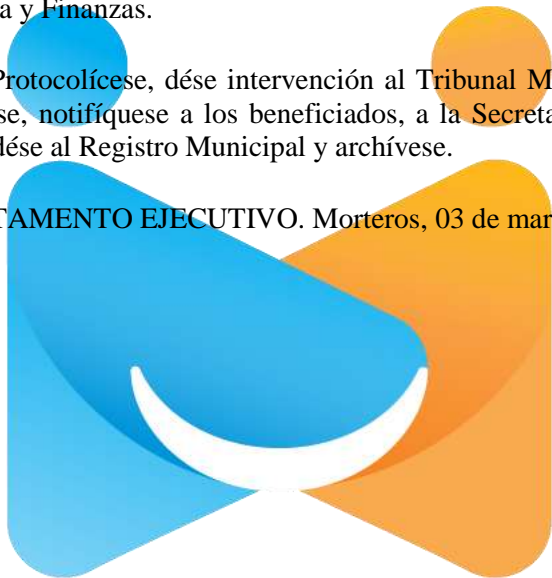 a y Finanzas.
Protocolícese, dése intervención al Tribunal M
se, notifíquese a los beneficiados, a la Secreta
dése al Registro Municipal y archívese.
TAMENTO EJECUTIVO. Morteros, 03 de mar